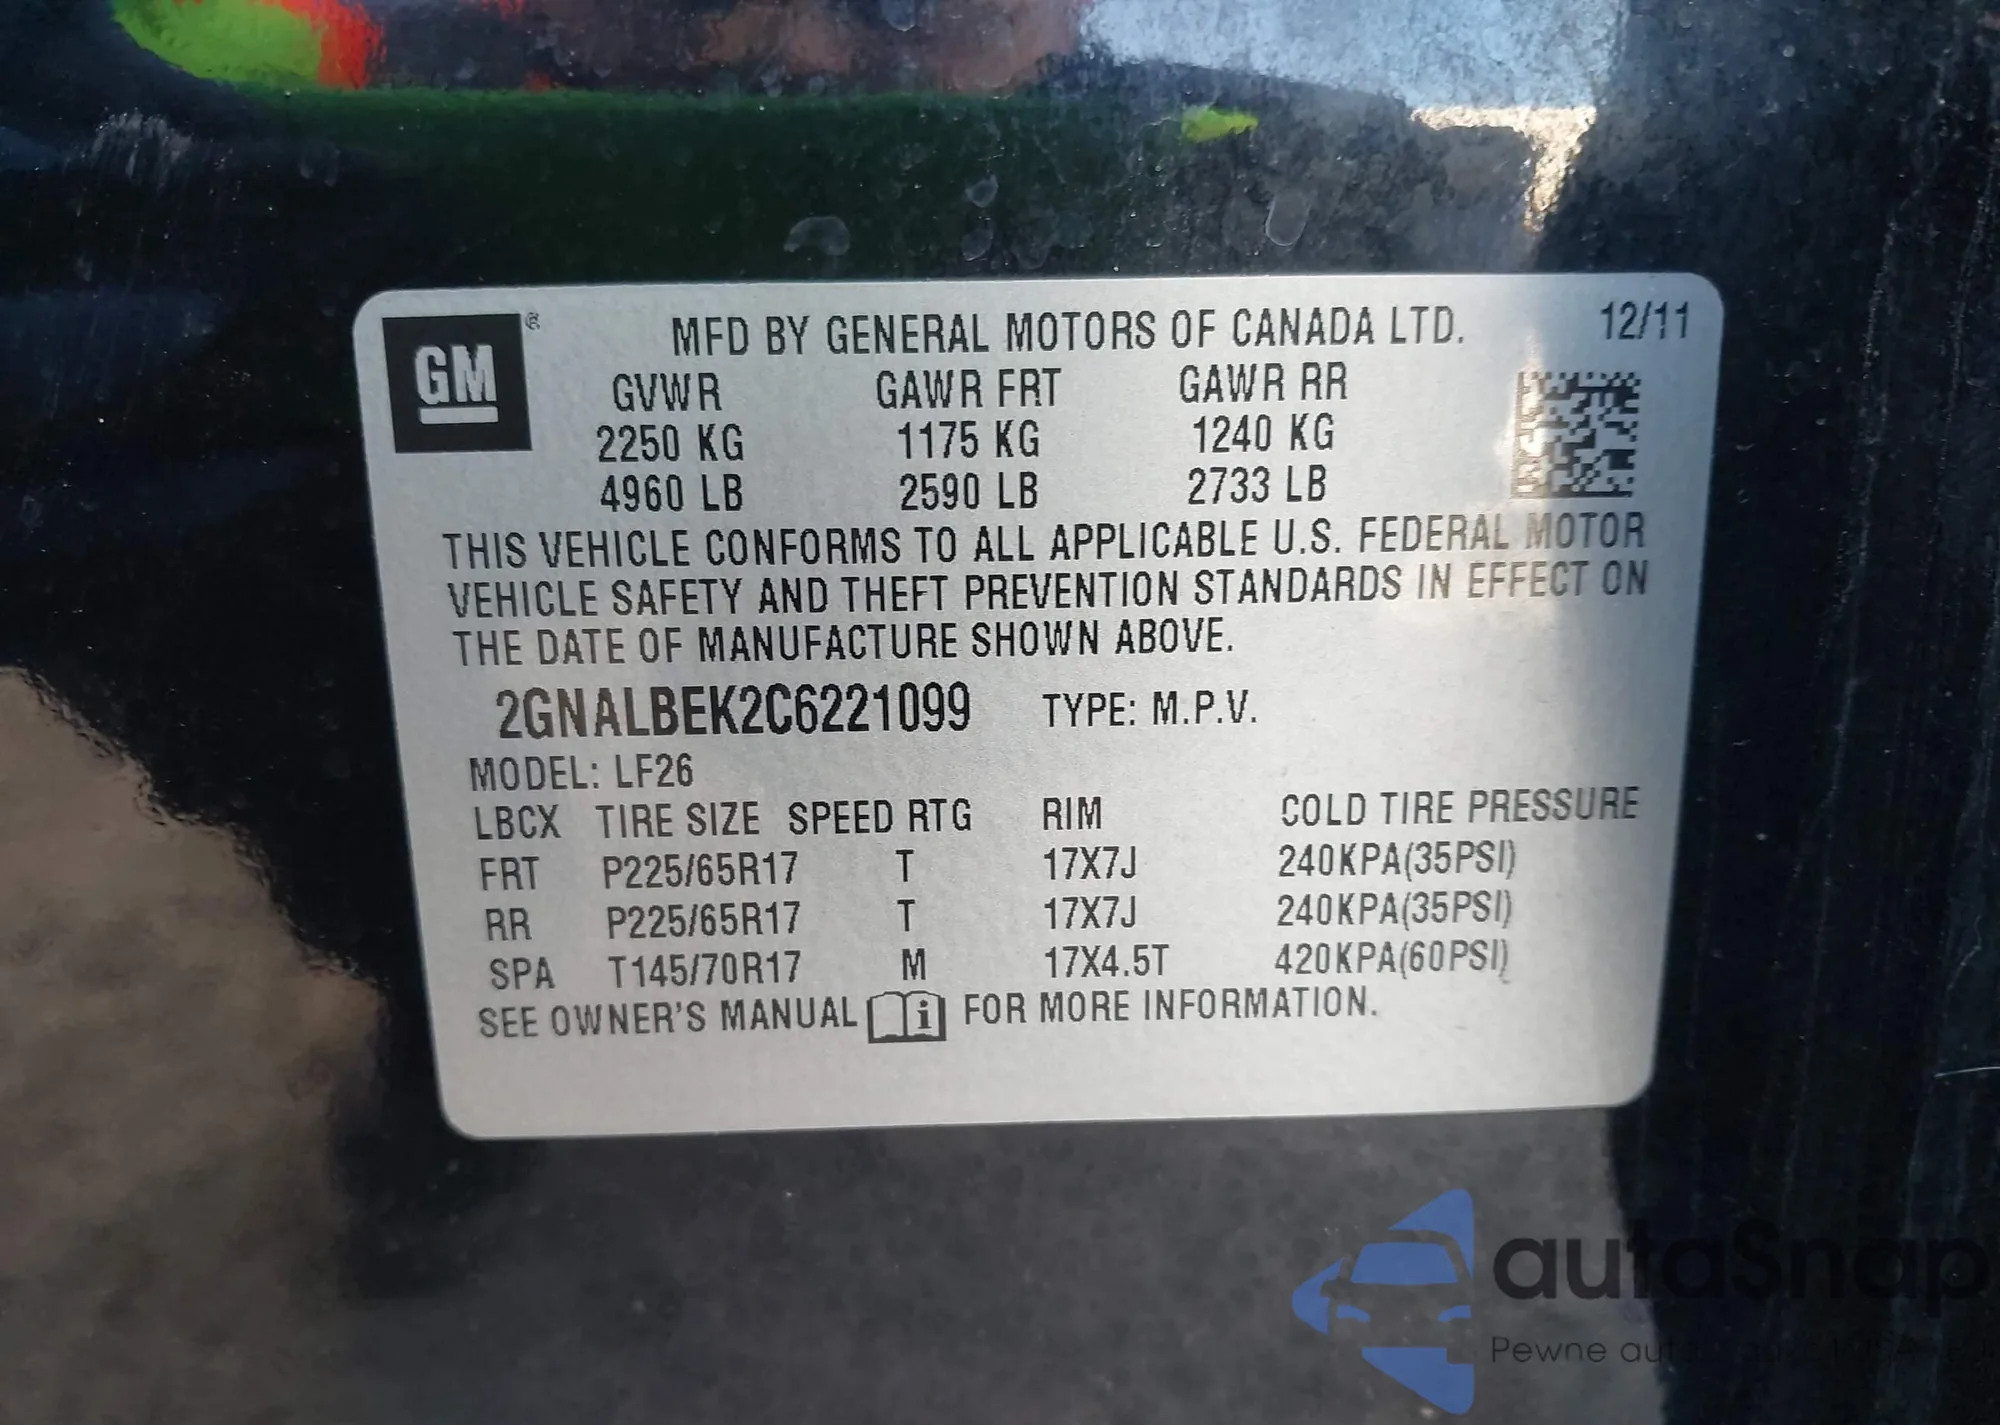 GM ®
MFD BY GENERAL MOTORS OF CANADA LTD. 12/11
GVWR GAWR FRT GAWR RR
2250 KG 1175 KG 1240 KG
4960 LB 2590 LB 2733 LB
THIS VEHICLE CONFORMS TO ALL APPLICABLE U.S. FEDERAL MOTOR
VEHICLE SAFETY AND THEFT PREVENTION STANDARDS IN EFFECT ON
THE DATE OF MANUFACTURE SHOWN ABOVE.
2GNALBEK2C6221099 TYPE: M.P.V.
MODEL: LF26
LBCX TIRE SIZE SPEED RTG RIM COLD TIRE PRESSURE
FRT P225/65R17 T 17X7J 240KPA(35PSI)
RR P225/65R17 T 17X7J 240KPA(35PSI)
SPA T145/70R17 M 17X4.5T 420KPA(60PSI)
SEE OWNER'S MANUAL i FOR MORE INFORMATION.
autaSnap
Pewne